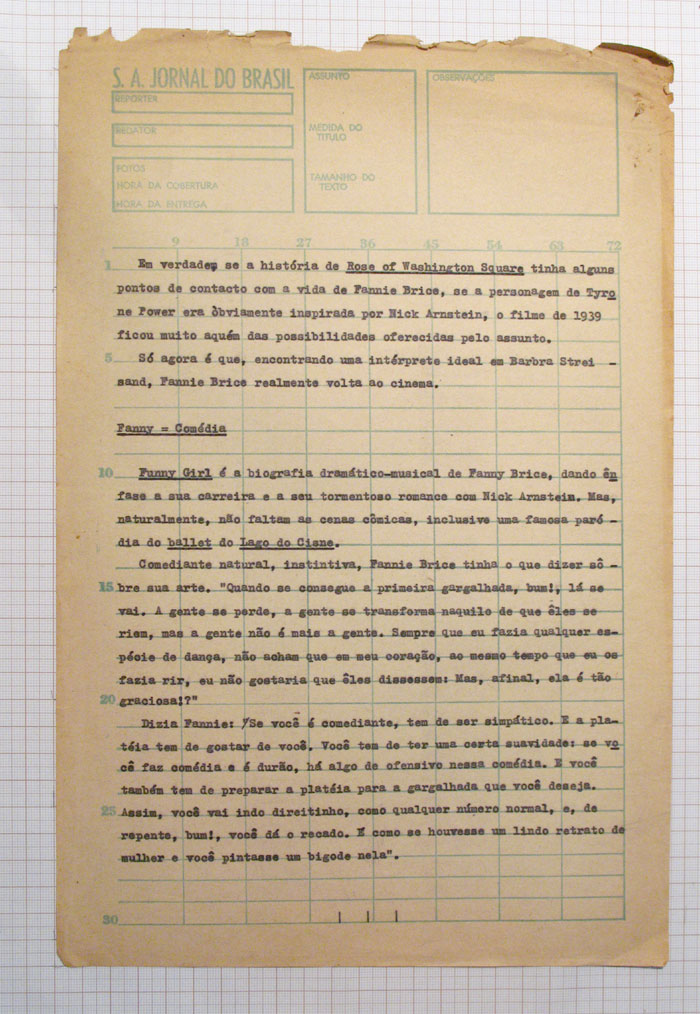 S. A. JORNAL DO BRASIL
REPÓRTER
REDATOR
FOTOS
HORA DA COBERTURA
HORA DA ENTREGA
ASSUNTO
MEDIDA DO
TÍTULO
TAMANHO DO
TEXTO
OBSERVAÇÕES
9 18 27 36 45 54 63 72
1 Em verdade, se a história de Rose of Washington Square tinha alguns
pontos de contacto com a vida de Fannie Brice, se a personagem de Tyro
ne Power era òbviamente inspirada por Nick Arnstein, o filme de 1939
ficou muito aquém das possibilidades oferecidas pelo assunto.
5 Só agora é que, encontrando uma intérprete ideal em Barbra Strei -
sand, Fannie Brice realmente volta ao cinema.
Fanny = Comédia
10 Funny Girl é a biografia dramático-musical de Fanny Brice, dando ên
fase a sua carreira e a seu tormentoso romance com Nick Arnstein. Mas,
naturalmente, não faltam as cenas cômicas, inclusive uma famosa paró -
dia do ballet do Lago do Cisne.
Comediante natural, instintiva, Fannie Brice tinha o que dizer sô -
15 bre sua arte. "Quando se consegue a primeira gargalhada, bum!, lá se
vai. A gente se perde, a gente se transforma naquilo de que êles se
riem, mas a gente não é mais a gente. Sempre que eu fazia qualquer es-
pécie de dança, não acham que em meu coração, ao mesmo tempo que eu os
fazia rir, eu não gostaria que êles dissessem: Mas, afinal, ela é tão
20 graciosa!?"
Dizia Fannie: "Se você é comediante, tem de ser simpático. E a pla-
téia tem de gostar de você. Você tem de ter uma certa suavidade: se vo
cê faz comédia e é durão, há algo de ofensivo nessa comédia. E você
também tem de preparar a platéia para a gargalhada que você deseja.
25 Assim, você vai indo direitinho, como qualquer número normal, e, de
repente, bum!, você dá o recado. É como se houvesse um lindo retrato de
mulher e você pintasse um bigode nela".
30